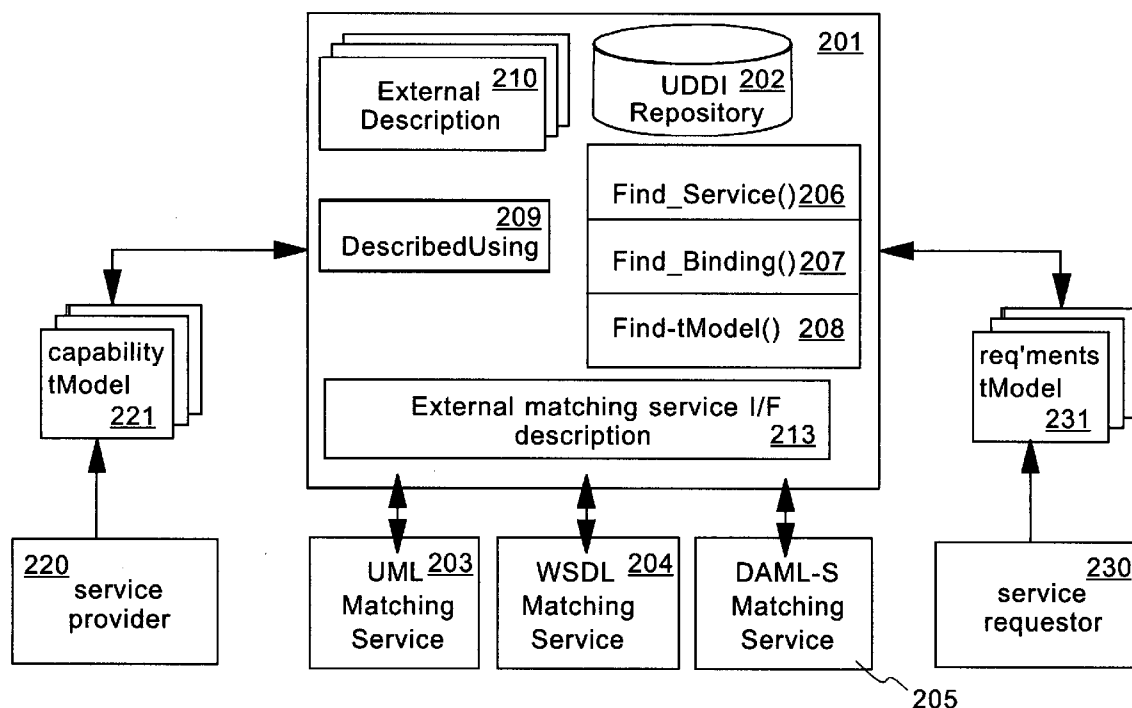 201
210
External
Description
202
UDDI
Repository
Find_Service()206
Find_Binding()207
Find-tModel() 208
209
DescribedUsing
External matching service I/F
description 213
capability
tModel
221
req'ments
tModel
231
220
service
provider
UML 203
Matching
Service
WSDL 204
Matching
Service
DAML-S
Matching
Service
205
230
service
requestor